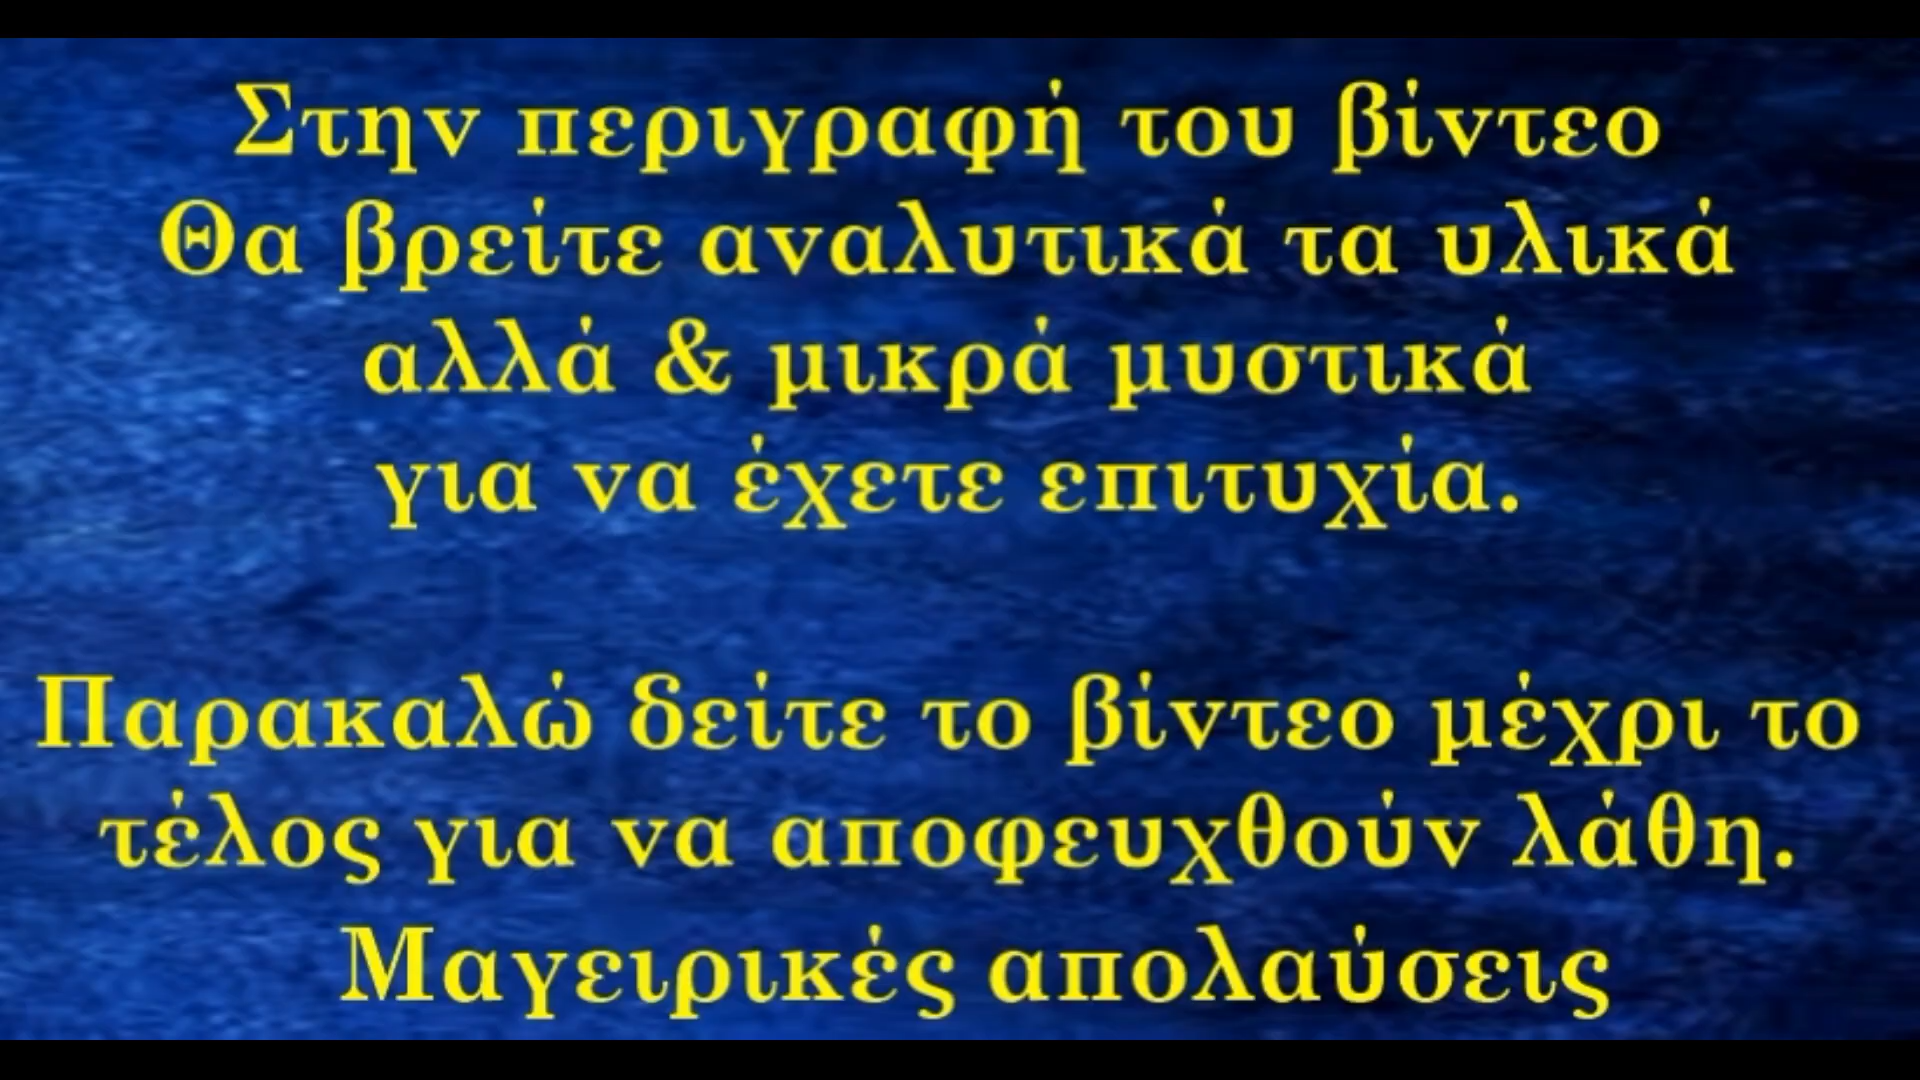 Στην περιγραφή του βίντεο
Θα βρείτε αναλυτικά τα υλικά
αλλά & μικρά μυστικά
για να έχετε επιτυχία.
Παρακαλώ δείτε το βίντεο μέχρι το
τέλος για να αποφευχθούν λάθη.
Μαγειρικές απολαύσεις